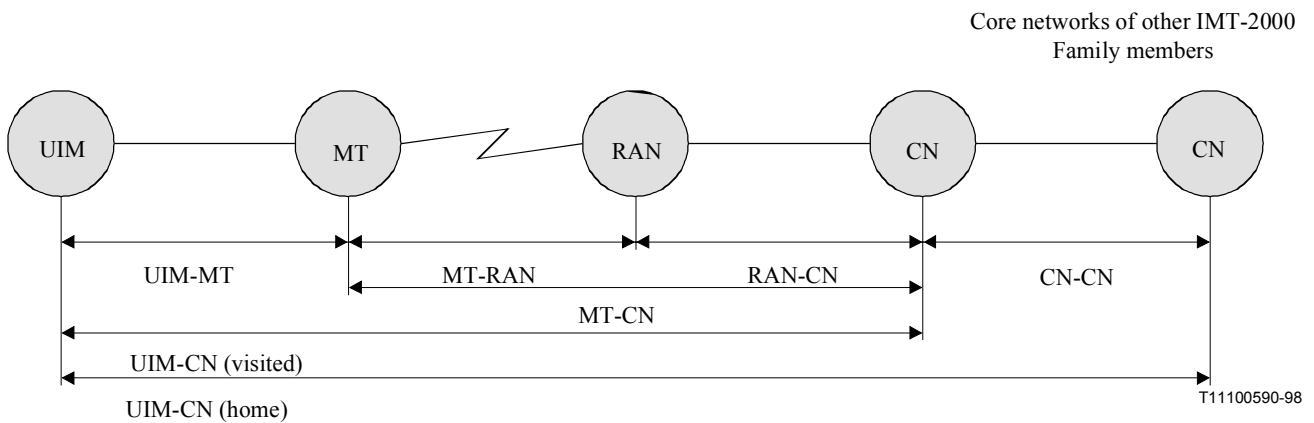 Core networks of other IMT-2000
Family members
UIM
MT
RAN
CN
CN
UIM-MT
MT-RAN
RAN-CN
CN-CN
MT-CN
UIM-CN (visited)
UIM-CN (home)
T11100590-98